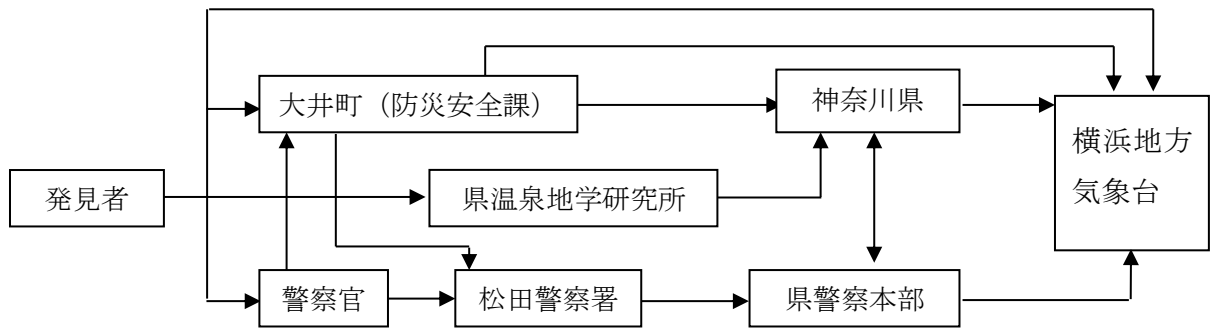 大井町（防災安全課）
神奈川県
横浜地方
気象台
発見者
県温泉地学研究所
警察官
松田警察署
県警察本部